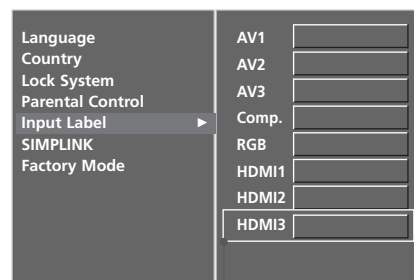 Language
Country
Lock System
Parental Control
Input Label ►
SIMPLINK
Factory Mode
AV1
AV2
AV3
Comp.
RGB
HDMI1
HDMI2
HDMI3